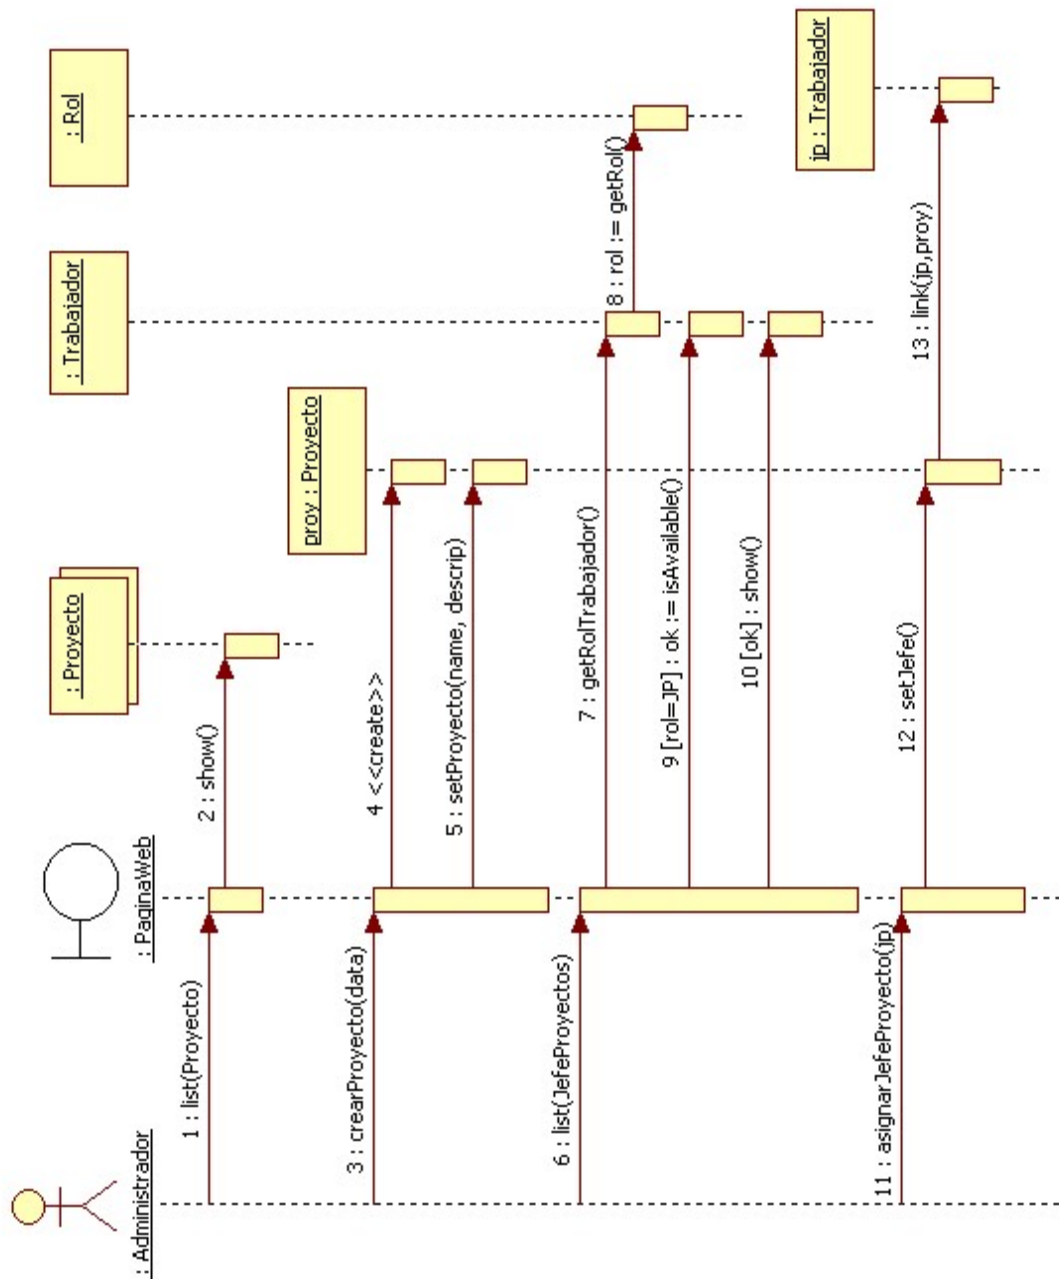 : Administrador
: PaginaWeb
: Proyecto
proy : Proyecto
: Trabajador
: Rol
jp : Trabajador
1 : list(Proyecto)
2 : show()
3 : crearProyecto(data)
4 <<create>>
5 : setProyecto(name, descrip)
6 : list(JefeProyectos)
7 : getRolTrabajador()
8 : rol := getRol()
9 [rol=JP] : ok := isAvailable()
10 [ok] : show()
11 : asignarJefeProyecto(jp)
12 : setJefe()
13 : link(jp,proy)